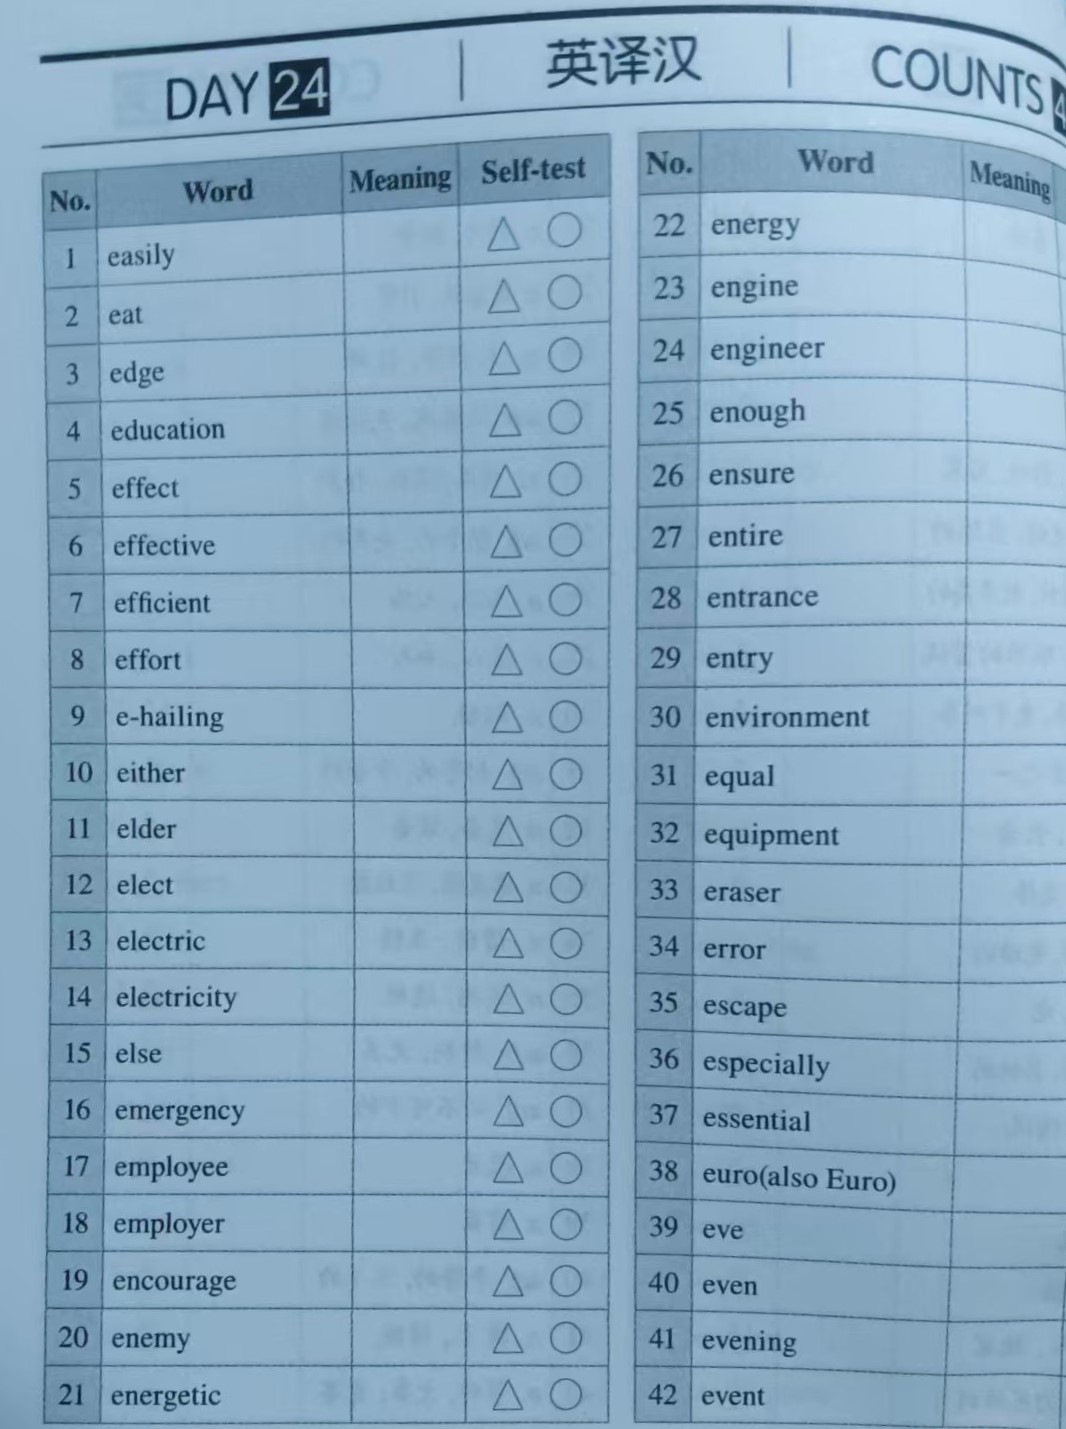 DAY 24
英译汉
COUNTS 4
No. Word Meaning Self-test
1 easily
2 eat
3 edge
4 education
5 effect
6 effective
7 efficient
8 effort
9 e-hailing
10 either
11 elder
12 elect
13 electric
14 electricity
15 else
16 emergency
17 employee
18 employer
19 encourage
20 enemy
21 energetic
No. Word Meaning
22 energy
23 engine
24 engineer
25 enough
26 ensure
27 entire
28 entrance
29 entry
30 environment
31 equal
32 equipment
33 eraser
34 error
35 escape
36 especially
37 essential
38 euro(also Euro)
39 eve
40 even
41 evening
42 event